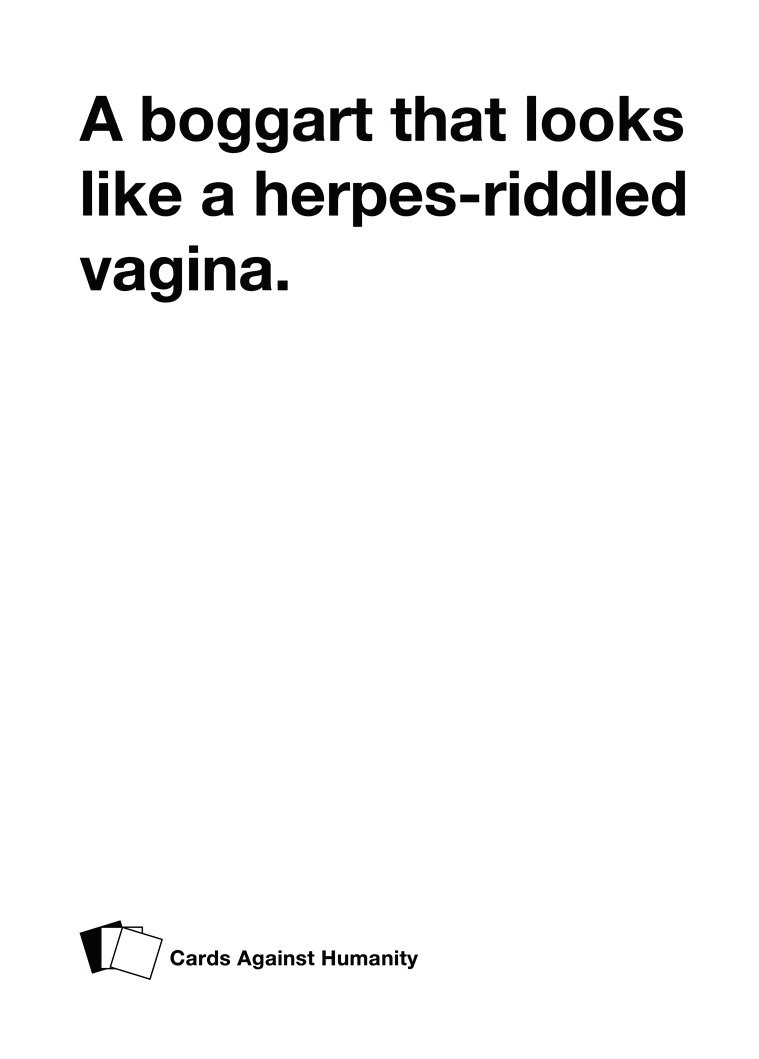 A boggart that looks
like a herpes-riddled
vagina.
Cards Against Humanity